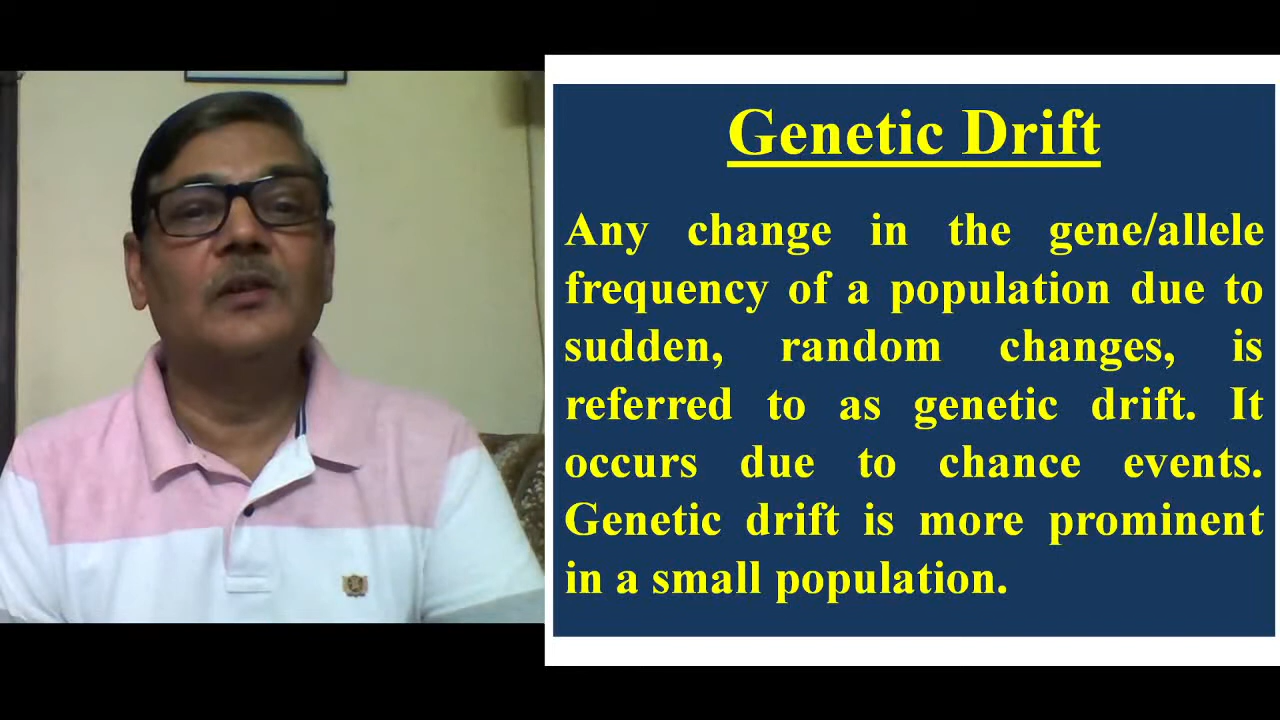 Genetic Drift
Any change in the gene/allele
frequency of a population due to
sudden, random changes, is
referred to as genetic drift. It
occurs due to chance events.
Genetic drift is more prominent
in a small population.